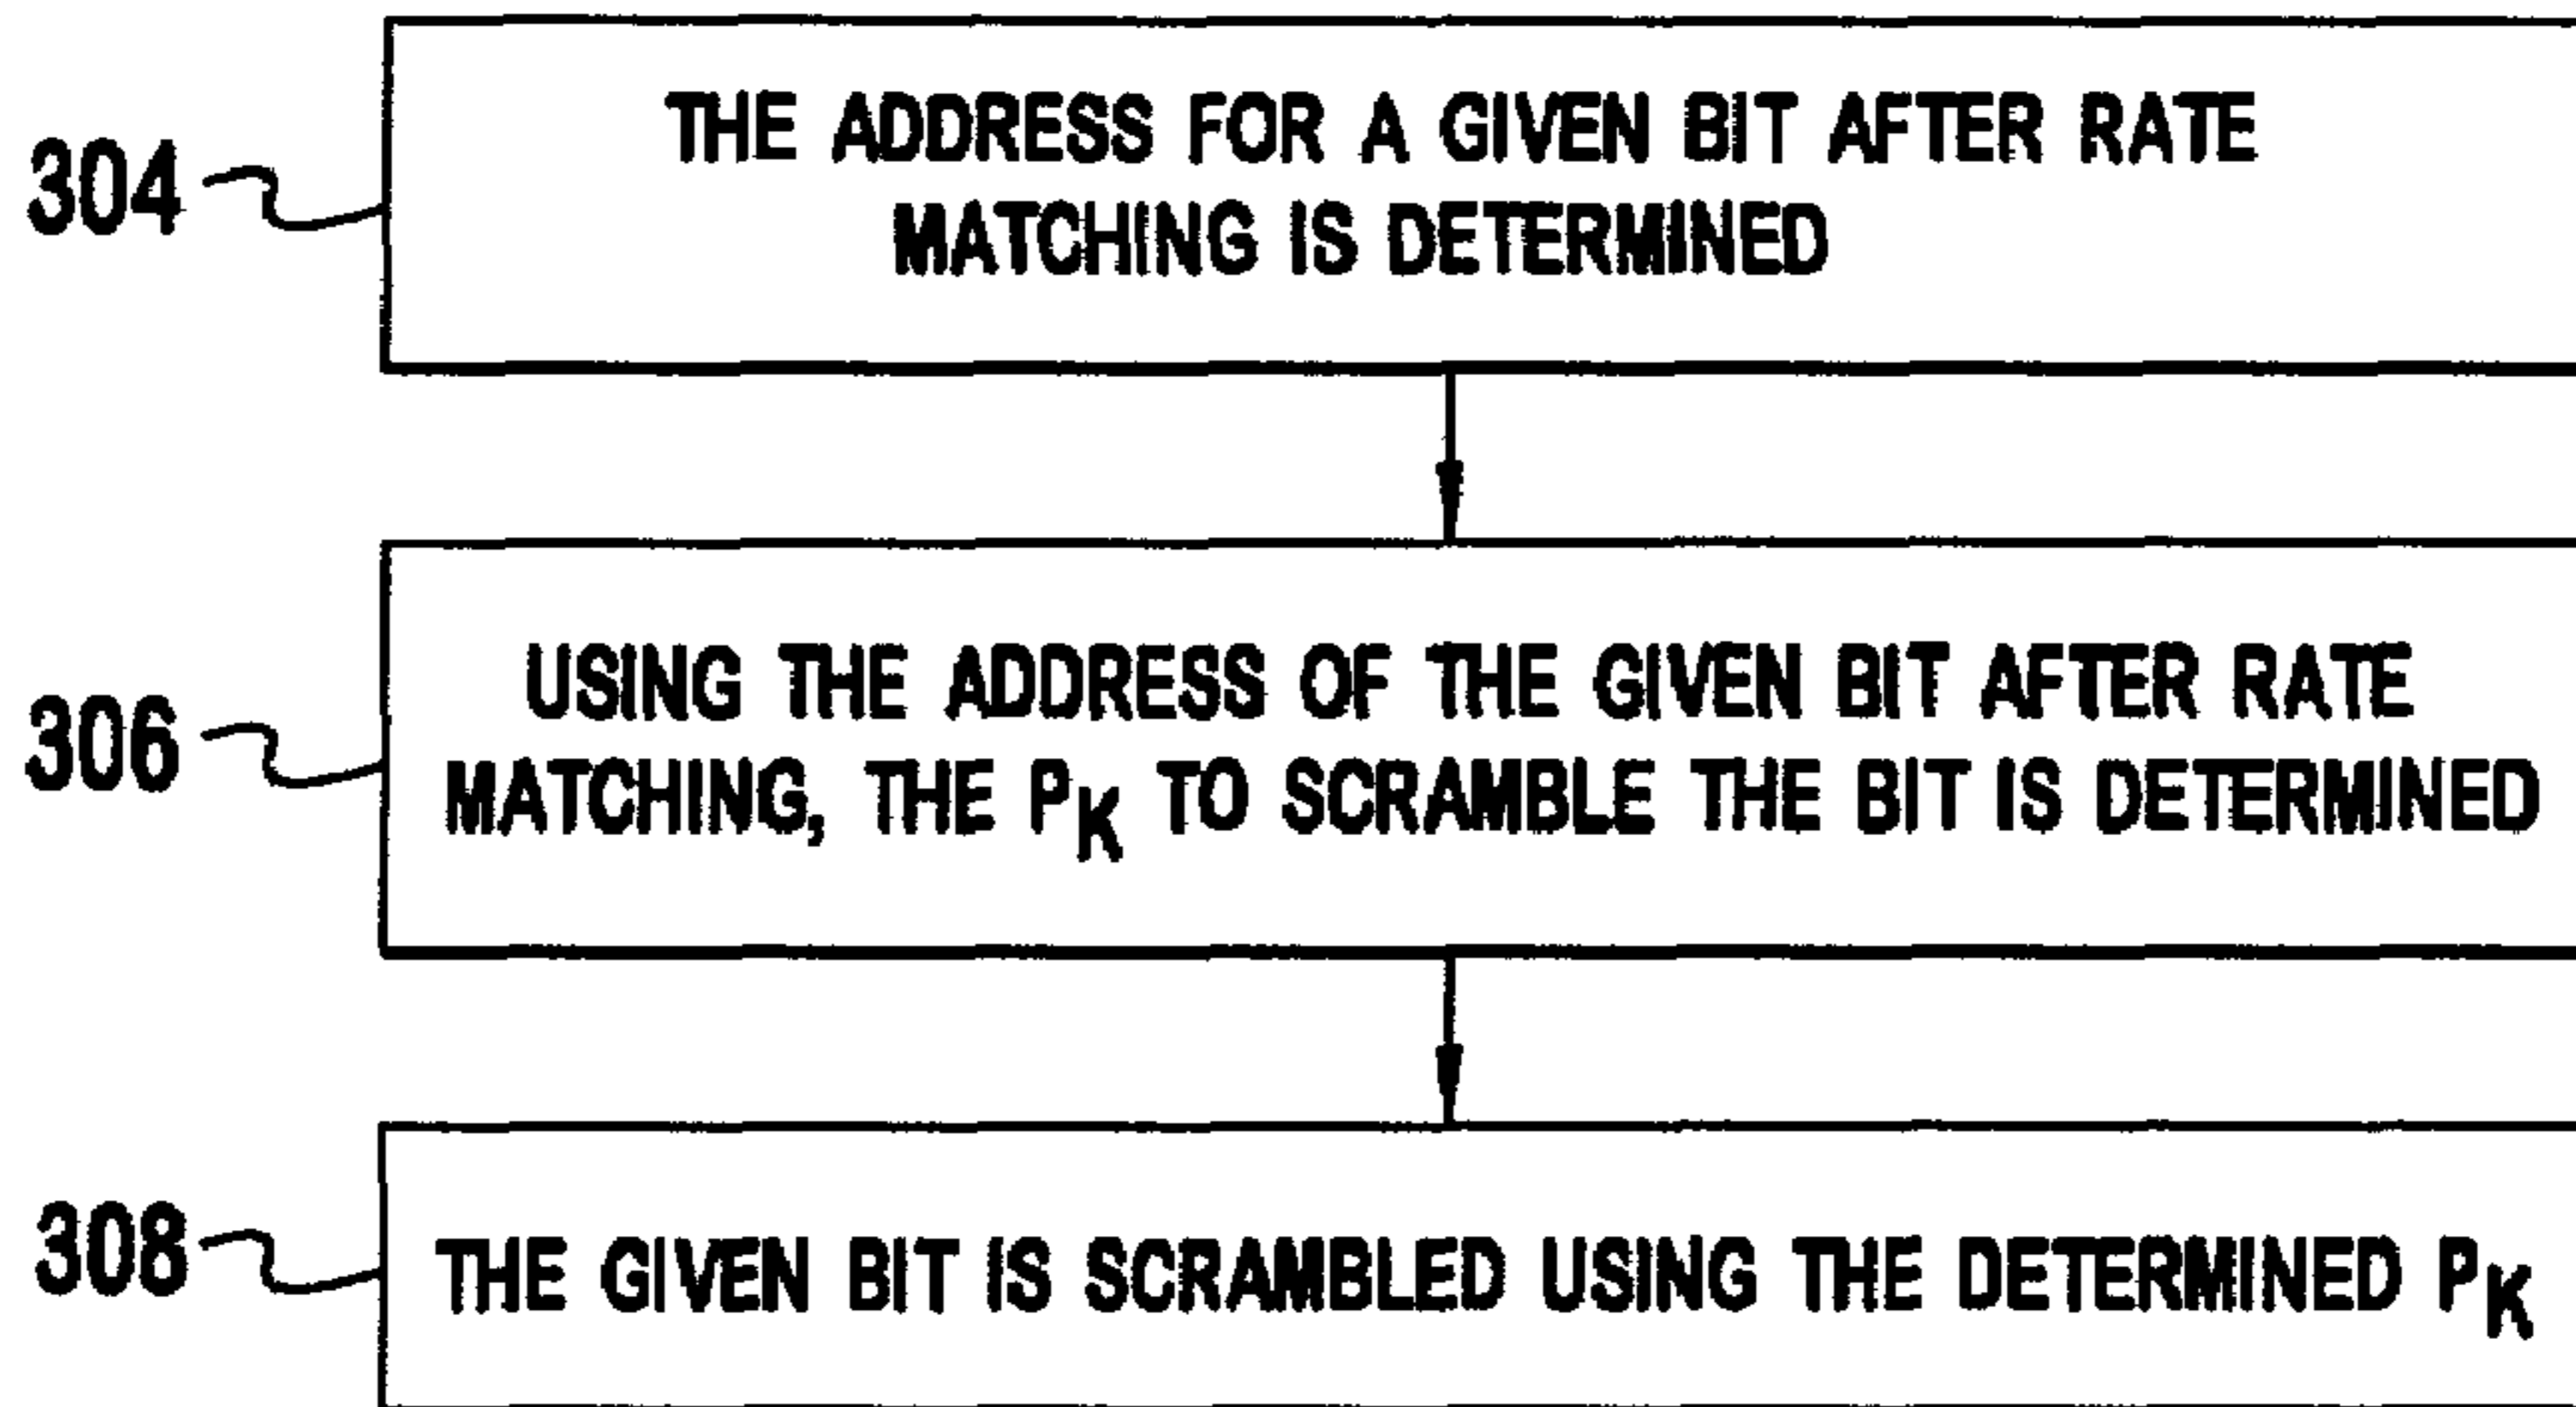 304
THE ADDRESS FOR A GIVEN BIT AFTER RATE
MATCHING IS DETERMINED
306
USING THE ADDRESS OF THE GIVEN BIT AFTER RATE
MATCHING, THE PK TO SCRAMBLE THE BIT IS DETERMINED
308
THE GIVEN BIT IS SCRAMBLED USING THE DETERMINED PK